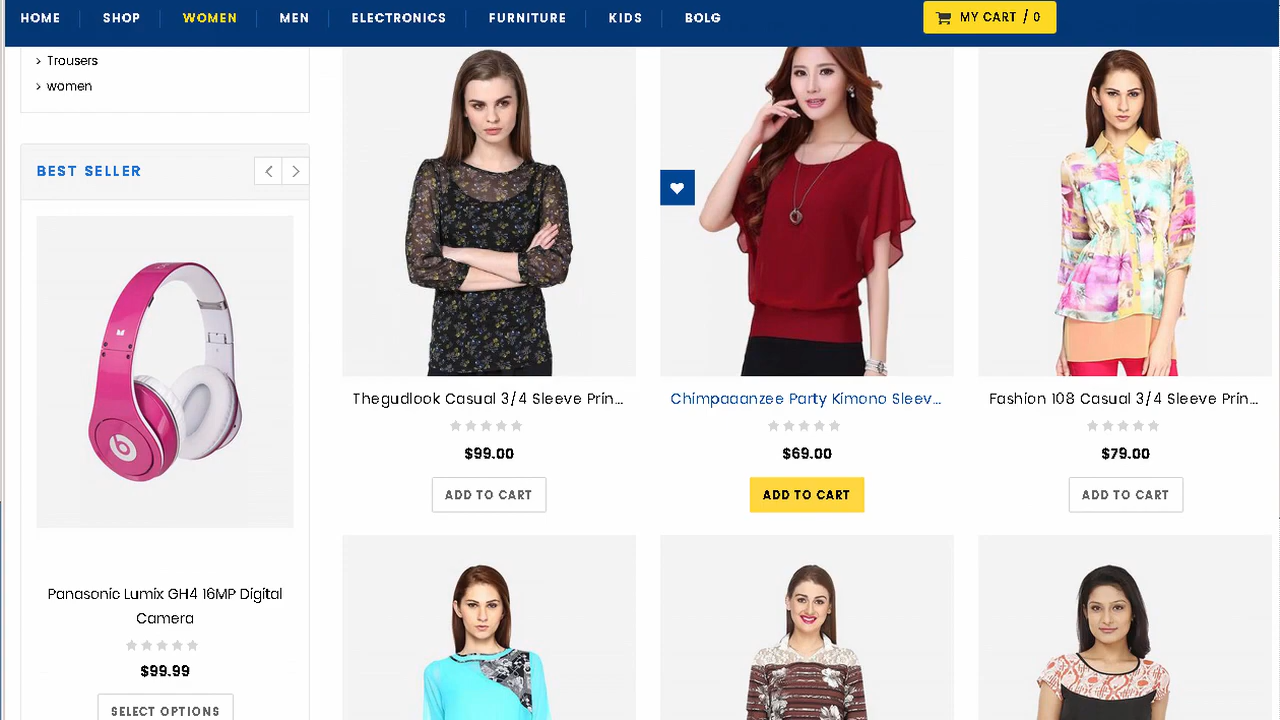 HOME
SHOP
WOMEN
MEN
ELECTRONICS
FURNITURE
KIDS
BOLG
MY CART / 0
Trousers
women
BEST SELLER
b
Panasonic Lumix GH4 16MP Digital
Camera
$99.99
SELECT OPTIONS
Thegudlook Casual 3/4 Sleeve Prin...
$99.00
ADD TO CART
Chimpaaanzee Party Kimono Sleev...
$69.00
ADD TO CART
Fashion 108 Casual 3/4 Sleeve Prin...
$79.00
ADD TO CART